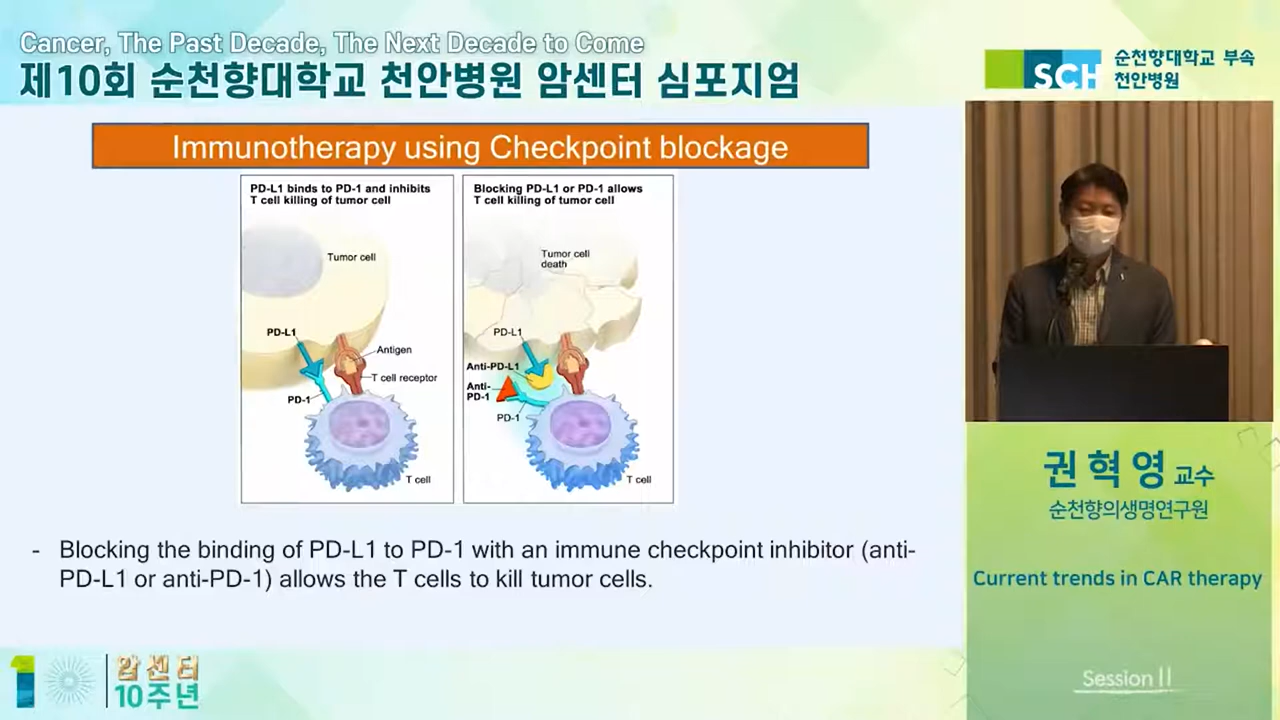 Cancer, The Past Decade, The Next Decade to Come
제10회 순천향대학교 천안병원 암센터 심포지엄
SCH
순천향대학교 부속
천안병원
Immunotherapy using Checkpoint blockage
PD-L1 binds to PD-1 and inhibits
T cell killing of tumor cell
Tumor cell
PD-L1
Antigen
T cell receptor
PD-1
T cell
Blocking PD-L1 or PD-1 allows
T cell killing of tumor cell
Tumor cell
death
PD-L1
Anti-PD-L1
Anti-
PD-1
PD-1
T cell
- Blocking the binding of PD-L1 to PD-1 with an immune checkpoint inhibitor (anti-
PD-L1 or anti-PD-1) allows the T cells to kill tumor cells.
권혁영 교수
순천향의생명연구원
Current trends in CAR therapy
Session II
10
암센터
10주년